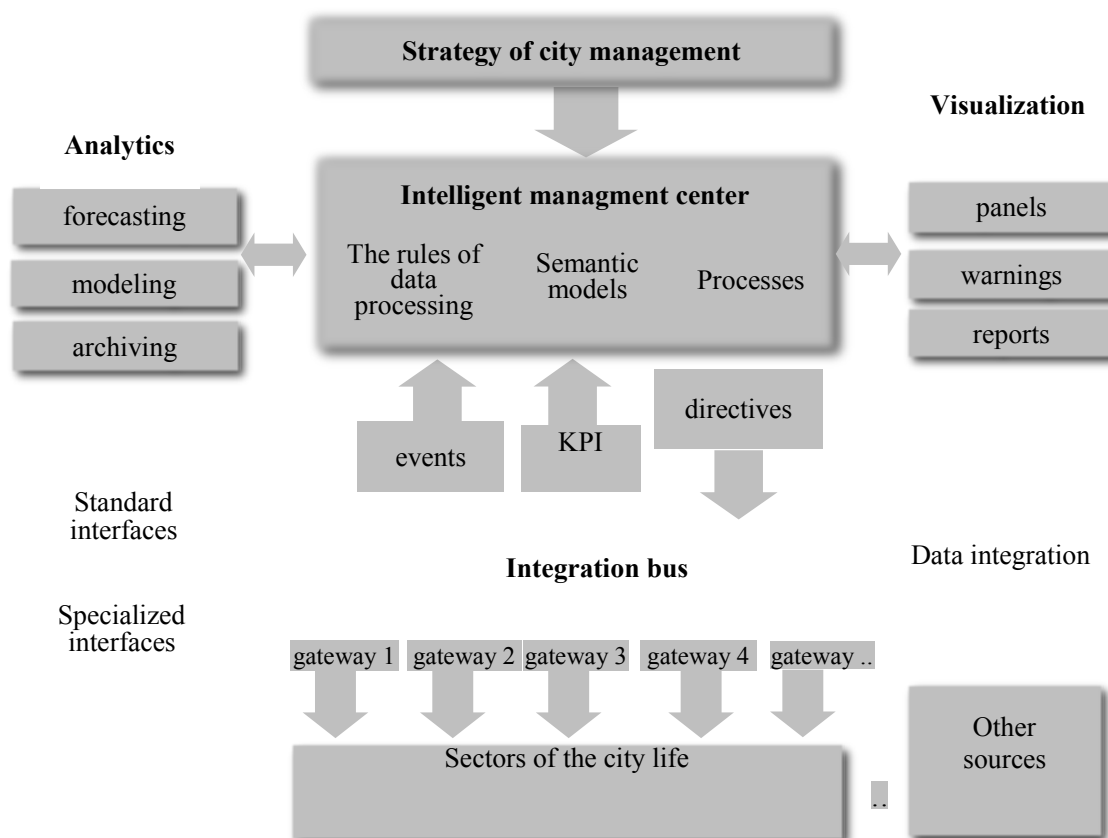 Strategy of city management
Visualization
Analytics
Intelligent managment center
forecasting
modeling
archiving
The rules of
data
processing
Semantic
models
Processes
panels
warnings
reports
events
KPI
directives
Standard
interfaces
Integration bus
Data integration
Specialized
interfaces
gateway 1
gateway 2
gateway 3
gateway 4
gateway ..
Sectors of the city life
..
Other
sources